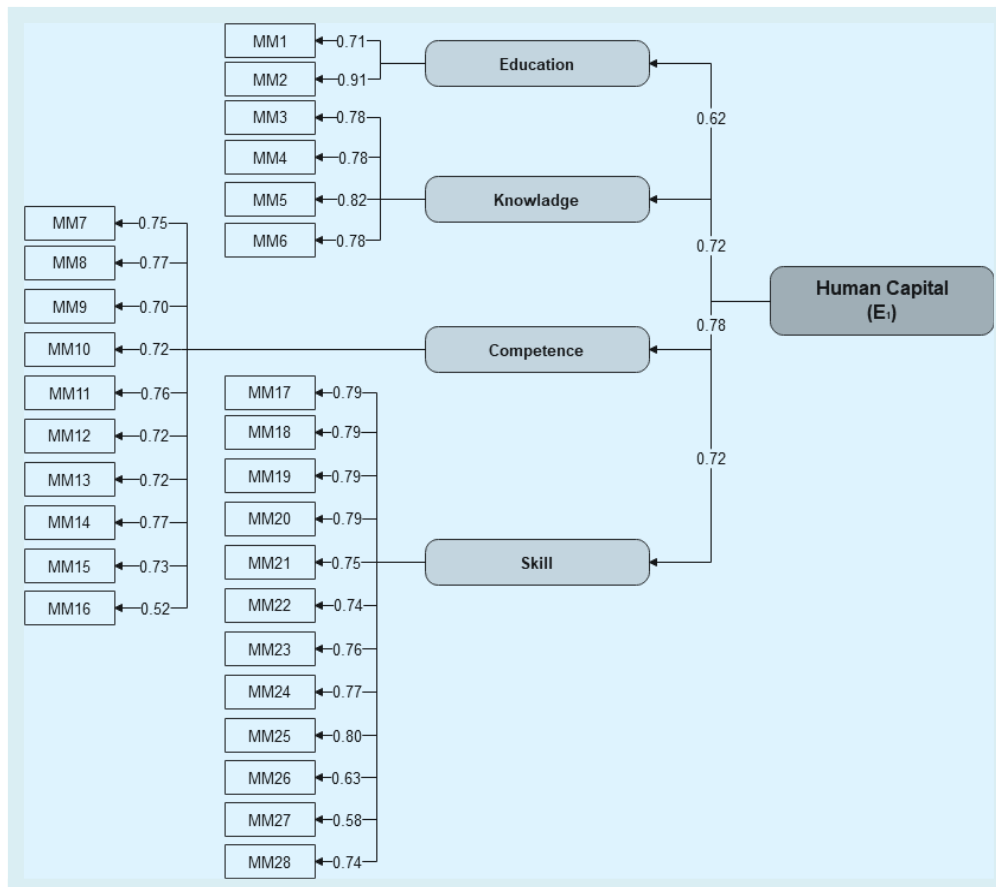 MM1
0.71
Education
MM2
0.91
MM3
0.78
0.62
MM4
0.78
MM5
0.82
Knowladge
MM6
0.78
MM7
0.75
MM8
0.77
0.72
MM9
0.70
Human Capital
(E₁)
0.78
MM10
0.72
Competence
MM11
0.76
MM12
0.72
MM13
0.72
MM14
0.77
MM15
0.73
MM16
0.52
MM17
0.79
MM18
0.79
0.72
MM19
0.79
MM20
0.79
MM21
0.75
Skill
MM22
0.74
MM23
0.76
MM24
0.77
MM25
0.80
MM26
0.63
MM27
0.58
MM28
0.74